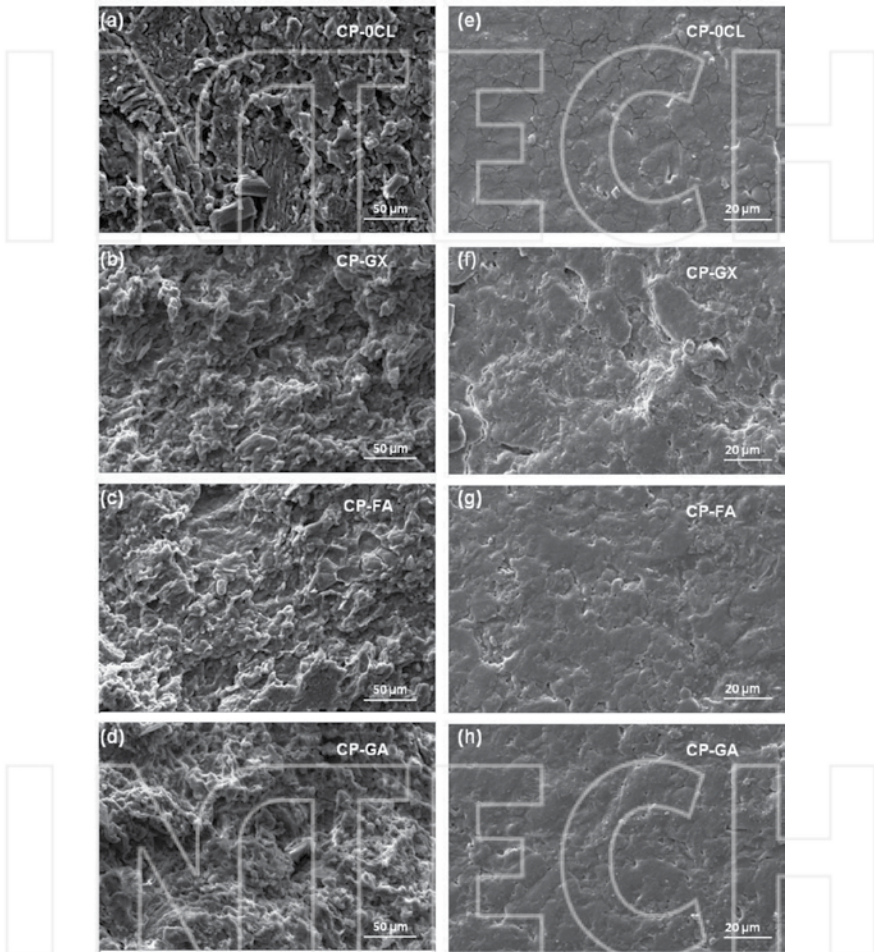 (a) CP-0CL (e) CP-0CL
50 µm 20 µm
(b) CP-GX (f) CP-GX
50 µm 20 µm
(c) CP-FA (g) CP-FA
50 µm 20 µm
(d) CP-GA (h) CP-GA
50 µm 20 µm
INTECH
INTECH